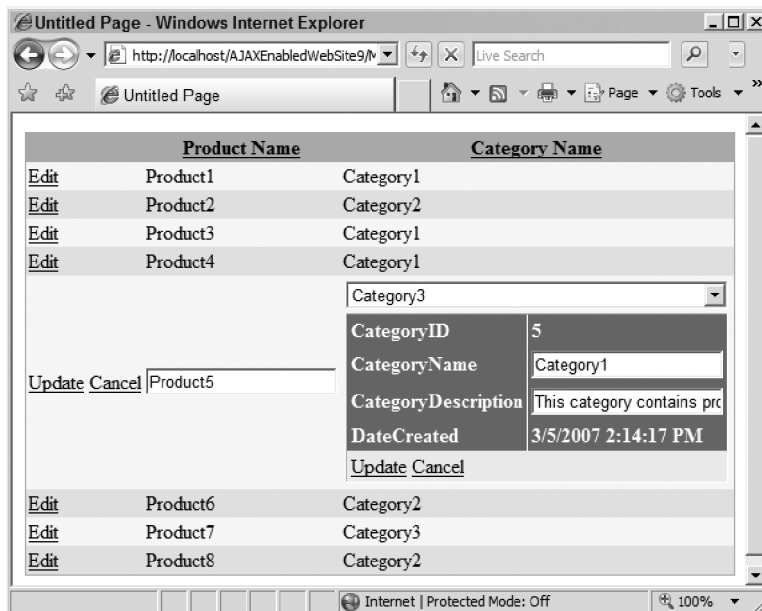 Untitled Page - Windows Internet Explorer
http://localhost/AJAXEnabledWebSite9/M
Live Search
Untitled Page
Page
Tools
Product Name Category Name
Edit Product1 Category1
Edit Product2 Category2
Edit Product3 Category1
Edit Product4 Category1
Category3
CategoryID 5
CategoryName Category1
Update Cancel Product5
CategoryDescription This category contains pro
DateCreated 3/5/2007 2:14:17 PM
Update Cancel
Edit Product6 Category2
Edit Product7 Category3
Edit Product8 Category2
Internet | Protected Mode: Off
100%